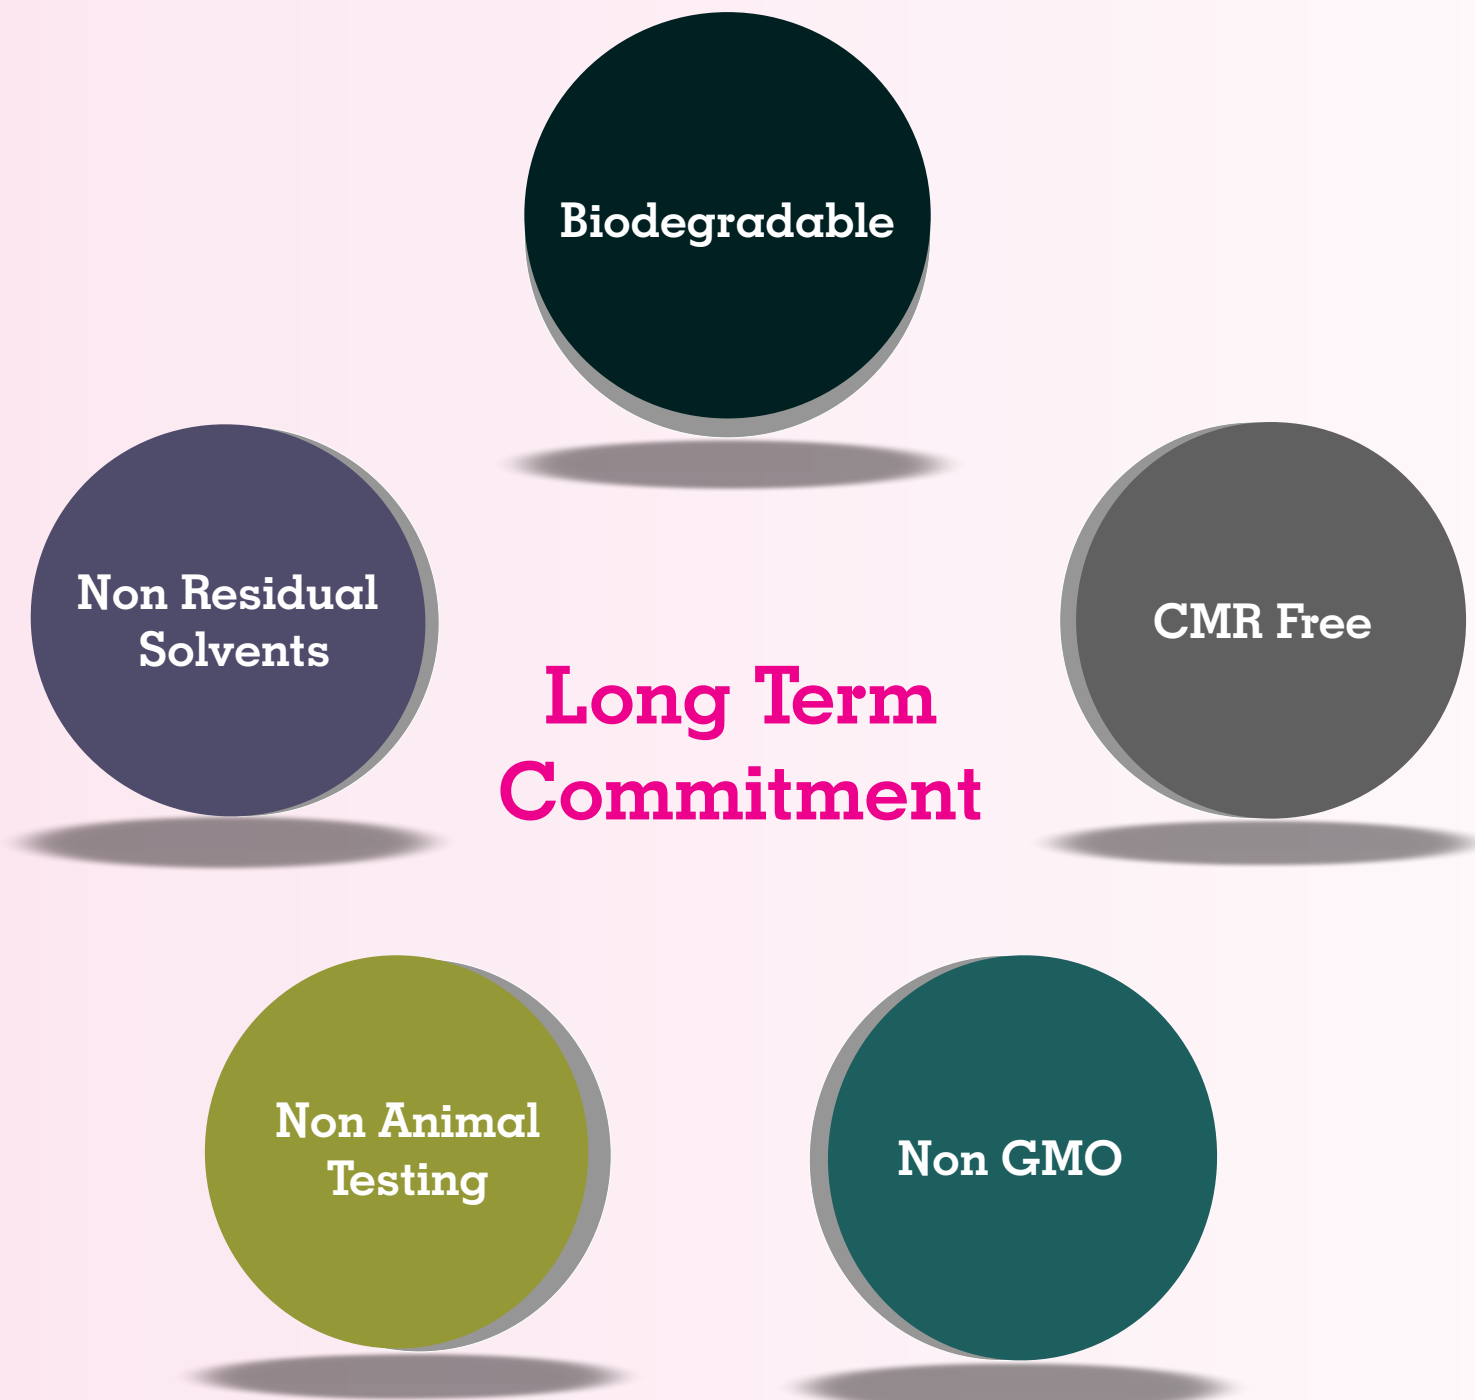 Biodegradable
Non Residual
Solvents
CMR Free
Long Term
Commitment
Non Animal
Testing
Non GMO